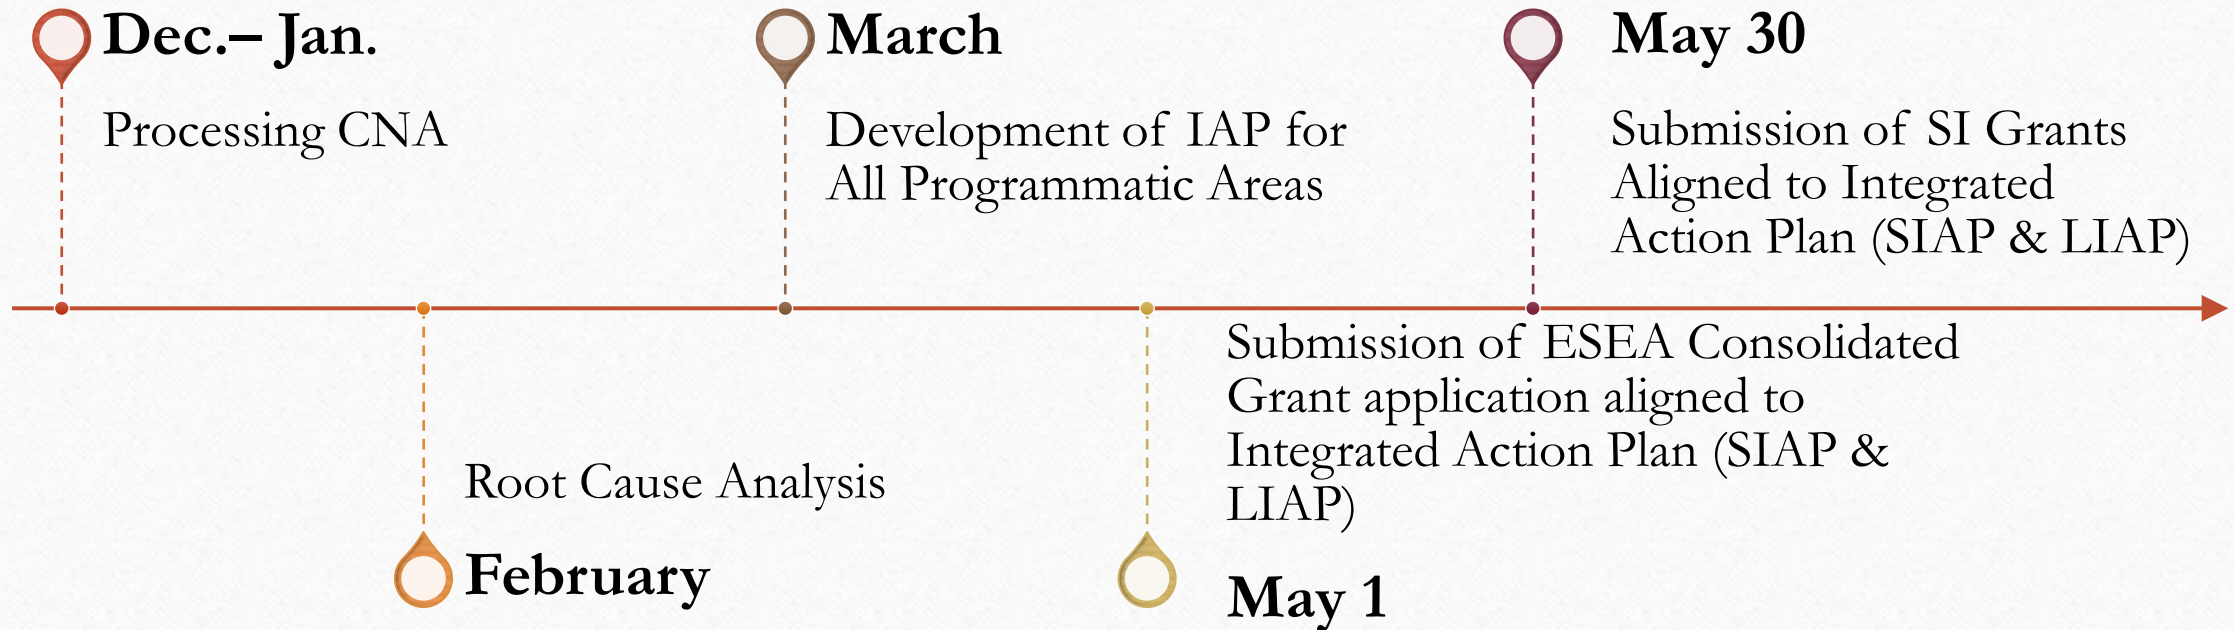 Dec.– Jan.
Processing CNA
Root Cause Analysis
February
March
Development of IAP for
All Programmatic Areas
Submission of ESEA Consolidated
Grant application aligned to
Integrated Action Plan (SIAP &
LIAP)
May 1
May 30
Submission of SI Grants
Aligned to Integrated
Action Plan (SIAP & LIAP)